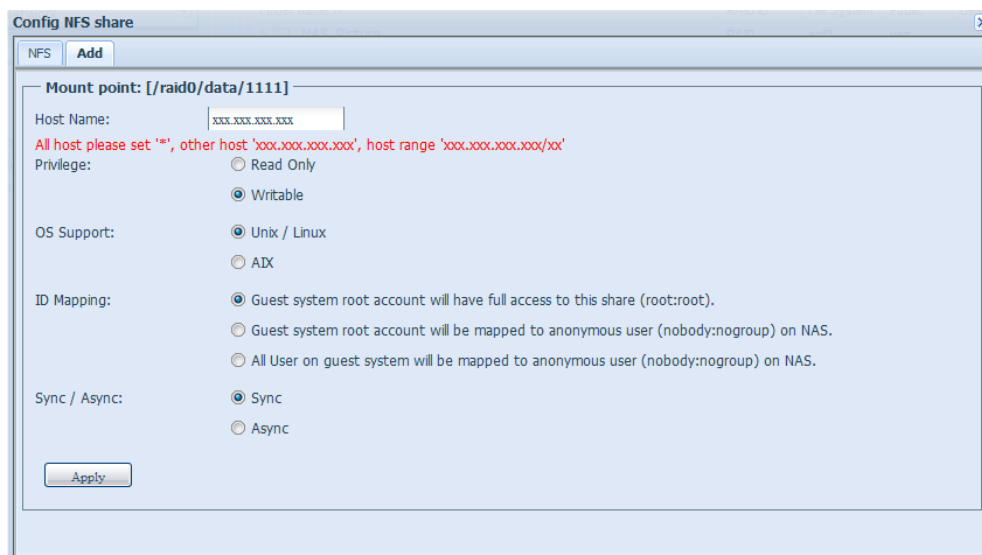 Config NFS share
NFS Add
Mount point: [/raid0/data/1111]
Host Name: xxx.xxx.xxx.xxx
All host please set '*', other host 'xxx.xxx.xxx.xxx', host range 'xxx.xxx.xxx.xxx/xx'
Privilege: Read Only
Writable
OS Support: Unix / Linux
AIX
ID Mapping: Guest system root account will have full access to this share (root:root).
Guest system root account will be mapped to anonymous user (nobody:nogroup) on NAS.
All User on guest system will be mapped to anonymous user (nobody:nogroup) on NAS.
Sync / Async: Sync
Async
Apply